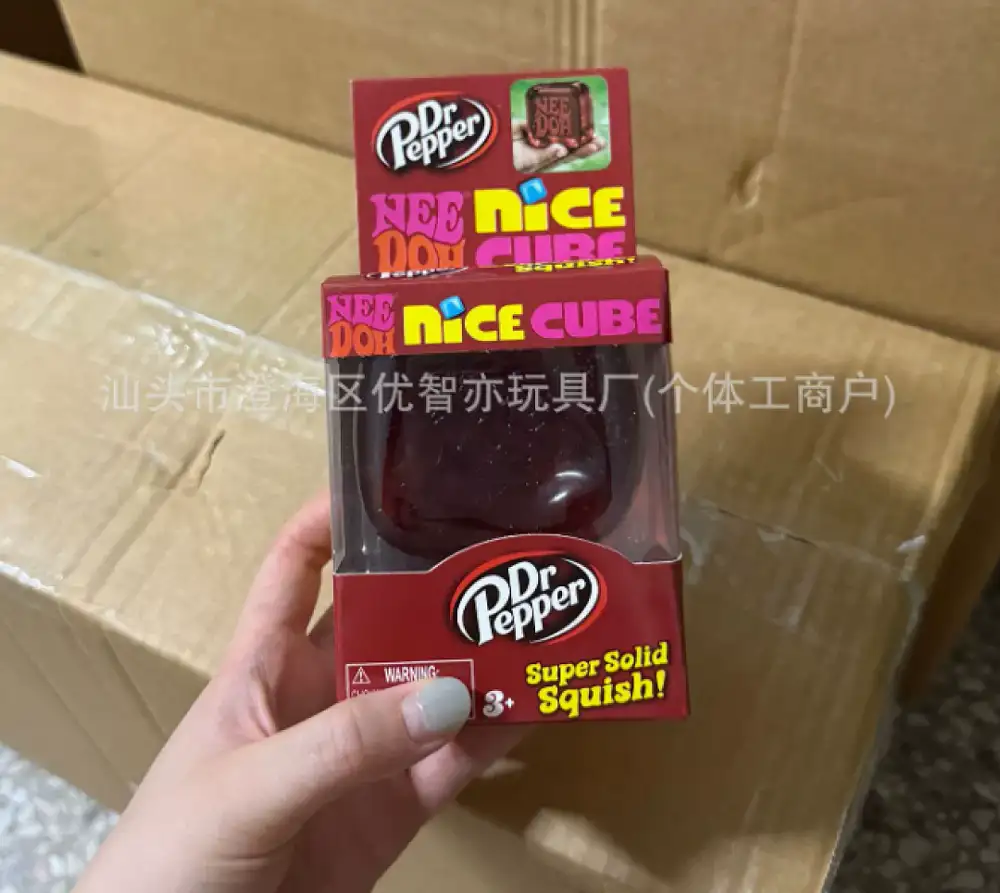 Dr Pepper
NEE DOH
NEE DOH
NICE CUBE
Squish!
NEE DOH NICE CUBE
汕头市澄海区优智亦玩具厂(个体工商户)
Dr Pepper
WARNING:
3+
Super Solid
Squish!